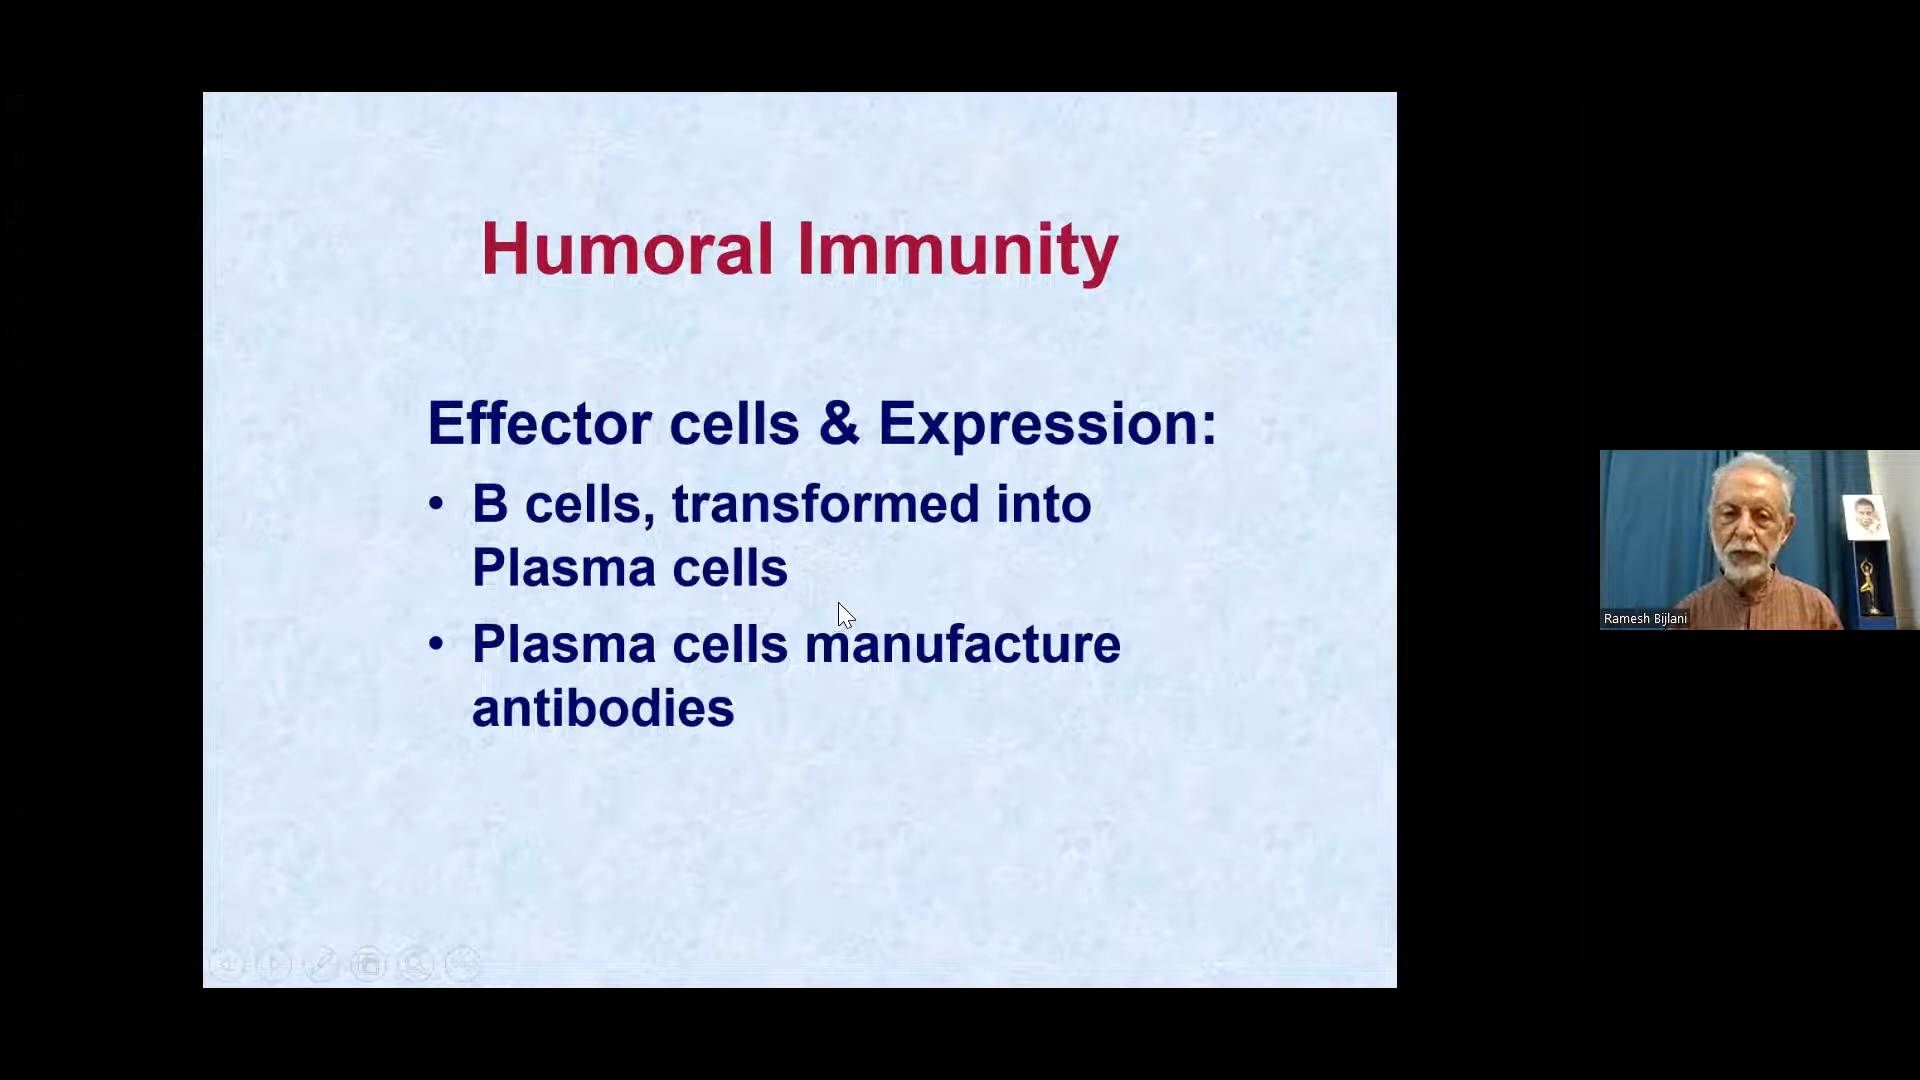 Humoral Immunity
Effector cells & Expression:
• B cells, transformed into
Plasma cells
• Plasma cells manufacture
antibodies
Ramesh Bijlani